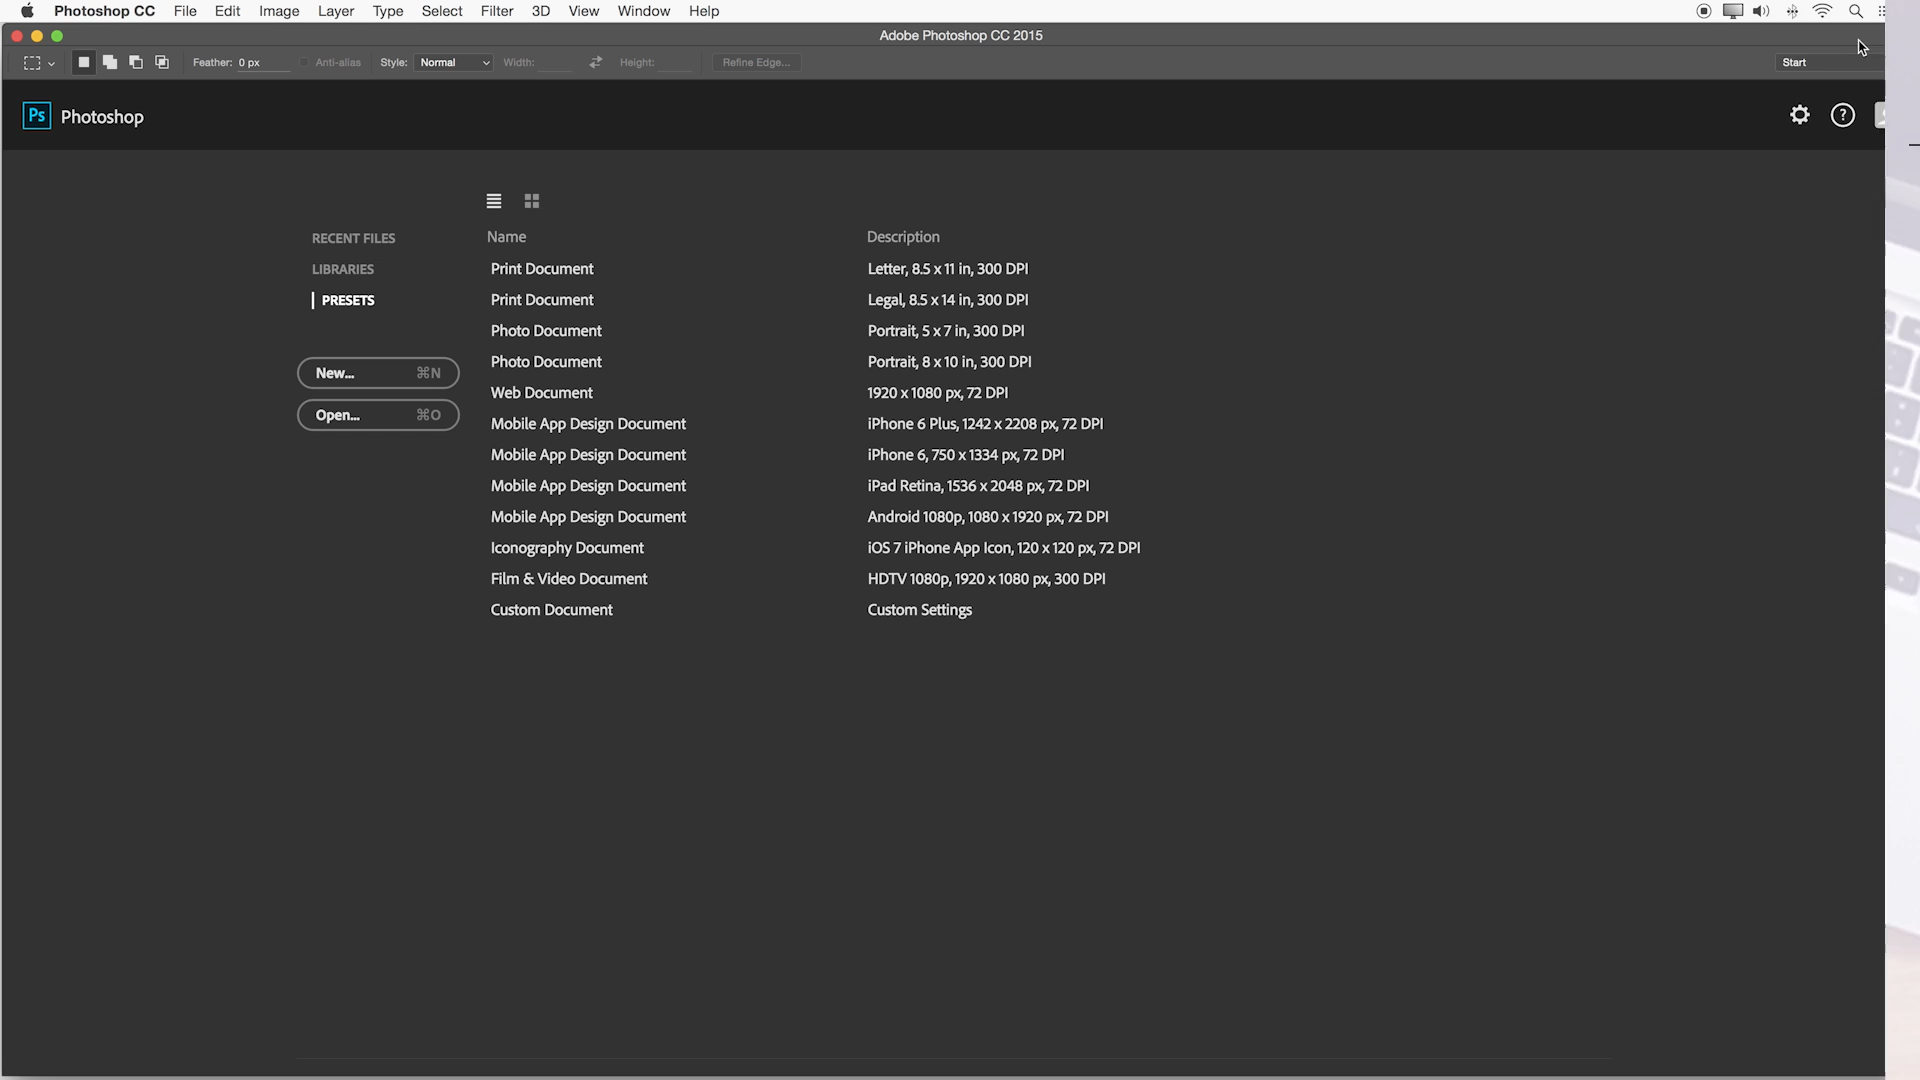 Photoshop CC File Edit Image Layer Type Select Filter 3D View Window Help
Adobe Photoshop CC 2015
Feather: 0 px Anti-alias Style: Normal Width: Height: Refine Edge... Start
Ps Photoshop ?
RECENT FILES
LIBRARIES
PRESETS
New... ⌘N
Open... ⌘O
Name Description
Print Document Letter, 8.5 x 11 in, 300 DPI
Print Document Legal, 8.5 x 14 in, 300 DPI
Photo Document Portrait, 5 x 7 in, 300 DPI
Photo Document Portrait, 8 x 10 in, 300 DPI
Web Document 1920 x 1080 px, 72 DPI
Mobile App Design Document iPhone 6 Plus, 1242 x 2208 px, 72 DPI
Mobile App Design Document iPhone 6, 750 x 1334 px, 72 DPI
Mobile App Design Document iPad Retina, 1536 x 2048 px, 72 DPI
Mobile App Design Document Android 1080p, 1080 x 1920 px, 72 DPI
Iconography Document iOS 7 iPhone App Icon, 120 x 120 px, 72 DPI
Film & Video Document HDTV 1080p, 1920 x 1080 px, 300 DPI
Custom Document Custom Settings